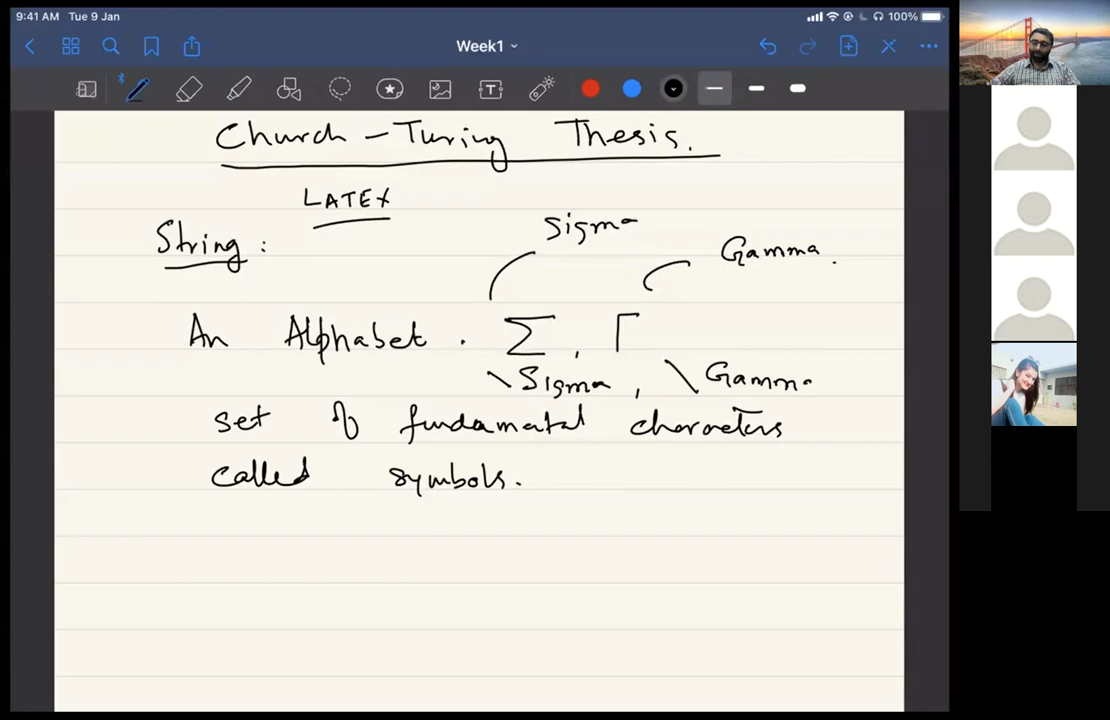 9:41 AM Tue 9 Jan
100%
Week1
T
Church - Turing Thesis.
LATEX
Sigma
String :
Gamma.
An Alphabet. Σ, Γ
\Sigma, \Gamma
set of fundamental characters
called symbols.